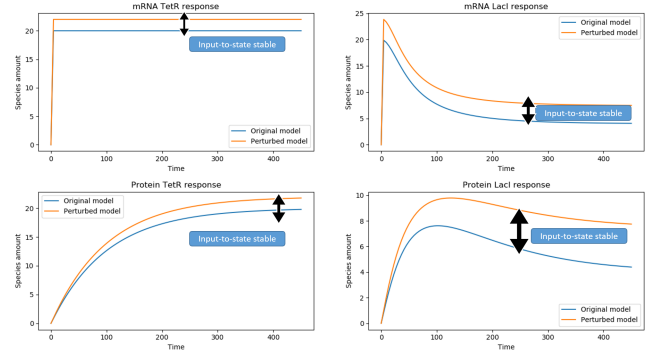 mRNA TetR response
Species amount
20
15
10
5
0
Input-to-state stable
Original model
Perturbed model
0
100
200
300
400
Time
mRNA LacI response
Species amount
25
20
15
10
5
0
Input-to-state stable
Original model
Perturbed model
0
100
200
300
400
Time
Protein TetR response
Species amount
20
15
10
5
0
Original model
Perturbed model
Input-to-state stable
0
100
200
300
400
Time
Protein LacI response
Species amount
10
8
6
4
2
0
Input-to-state stable
Original model
Perturbed model
0
100
200
300
400
Time